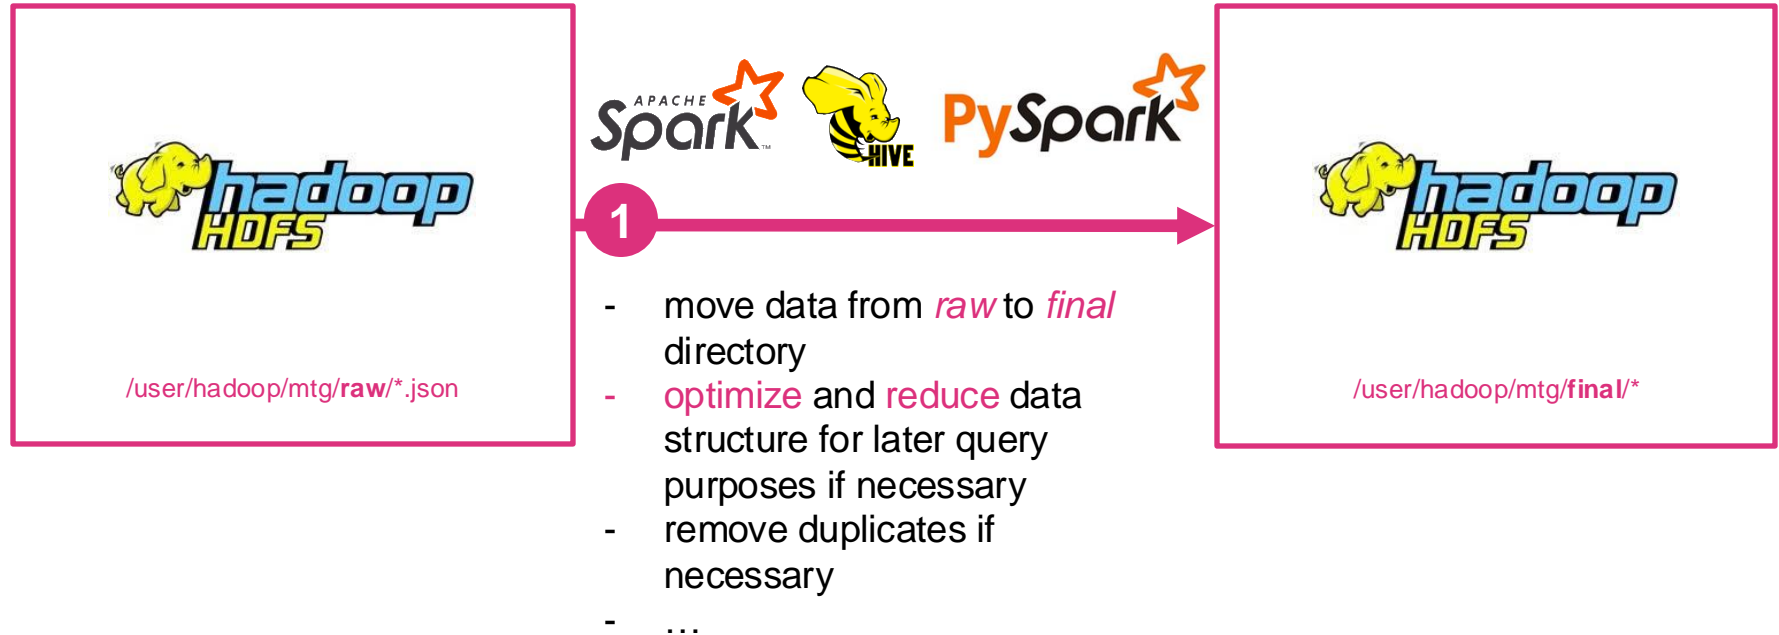 hadoop
HDFS
/user/hadoop/mtg/raw/*.json
APACHE
Spark™
HIVE
PySpark
1
- move data from raw to final
directory
- optimize and reduce data
structure for later query
purposes if necessary
- remove duplicates if
necessary
- …
hadoop
HDFS
/user/hadoop/mtg/final/*